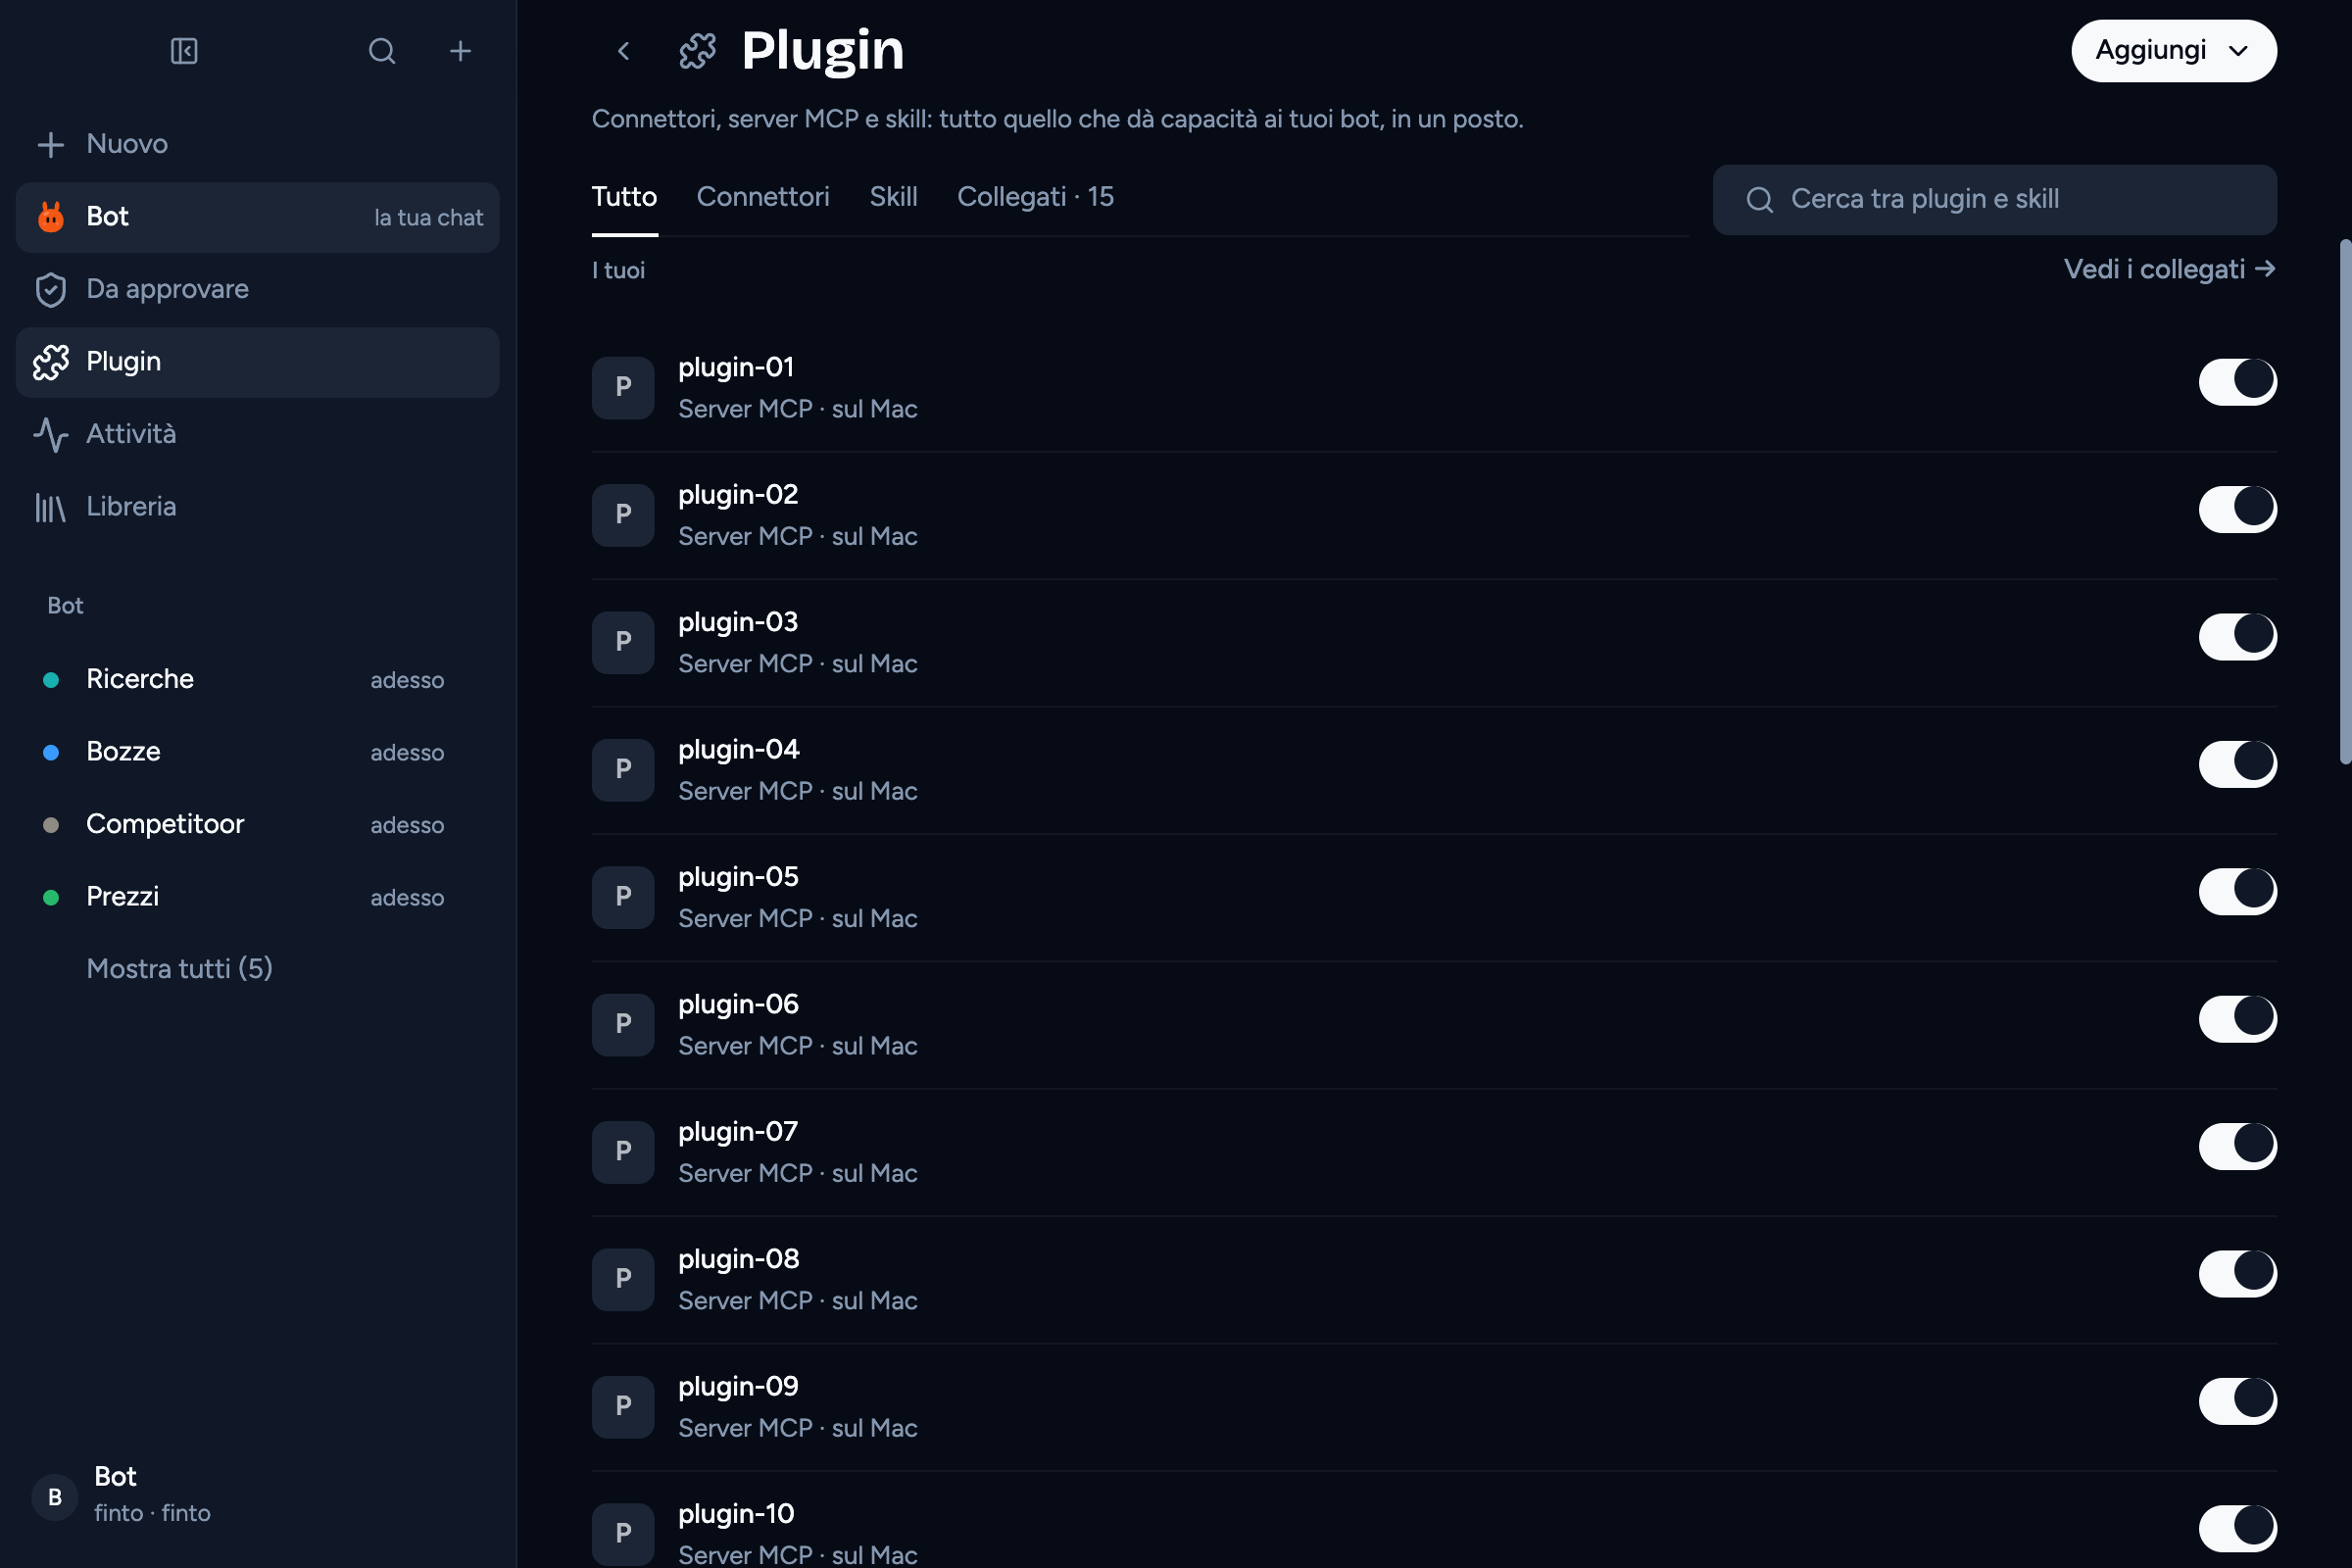 Nuovo
Bot la tua chat
Da approvare
Plugin
Attività
Libreria
Bot
Ricerche adesso
Bozze adesso
Competitoor adesso
Prezzi adesso
Mostra tutti (5)
B
Bot
finto · finto
Plugin
Aggiungi
Connettori, server MCP e skill: tutto quello che dà capacità ai tuoi bot, in un posto.
Tutto Connettori Skill Collegati · 15
Cerca tra plugin e skill
I tuoi
Vedi i collegati →
P
plugin-01
Server MCP · sul Mac
P
plugin-02
Server MCP · sul Mac
P
plugin-03
Server MCP · sul Mac
P
plugin-04
Server MCP · sul Mac
P
plugin-05
Server MCP · sul Mac
P
plugin-06
Server MCP · sul Mac
P
plugin-07
Server MCP · sul Mac
P
plugin-08
Server MCP · sul Mac
P
plugin-09
Server MCP · sul Mac
P
plugin-10
Server MCP · sul Mac